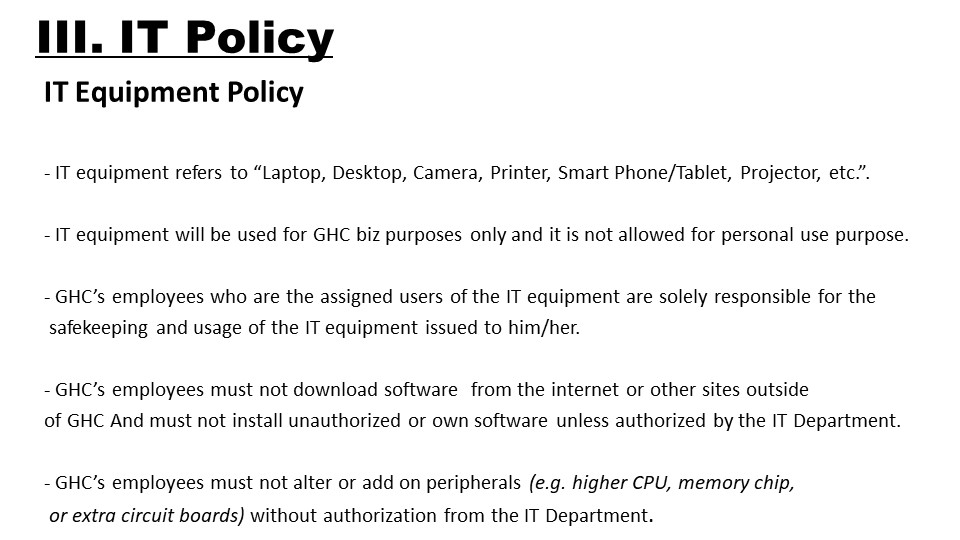 III. IT Policy
IT Equipment Policy
- IT equipment refers to “Laptop, Desktop, Camera, Printer, Smart Phone/Tablet, Projector, etc.”.
- IT equipment will be used for GHC biz purposes only and it is not allowed for personal use purpose.
- GHC’s employees who are the assigned users of the IT equipment are solely responsible for the
safekeeping and usage of the IT equipment issued to him/her.
- GHC’s employees must not download software from the internet or other sites outside
of GHC And must not install unauthorized or own software unless authorized by the IT Department.
- GHC’s employees must not alter or add on peripherals (e.g. higher CPU, memory chip,
or extra circuit boards) without authorization from the IT Department.